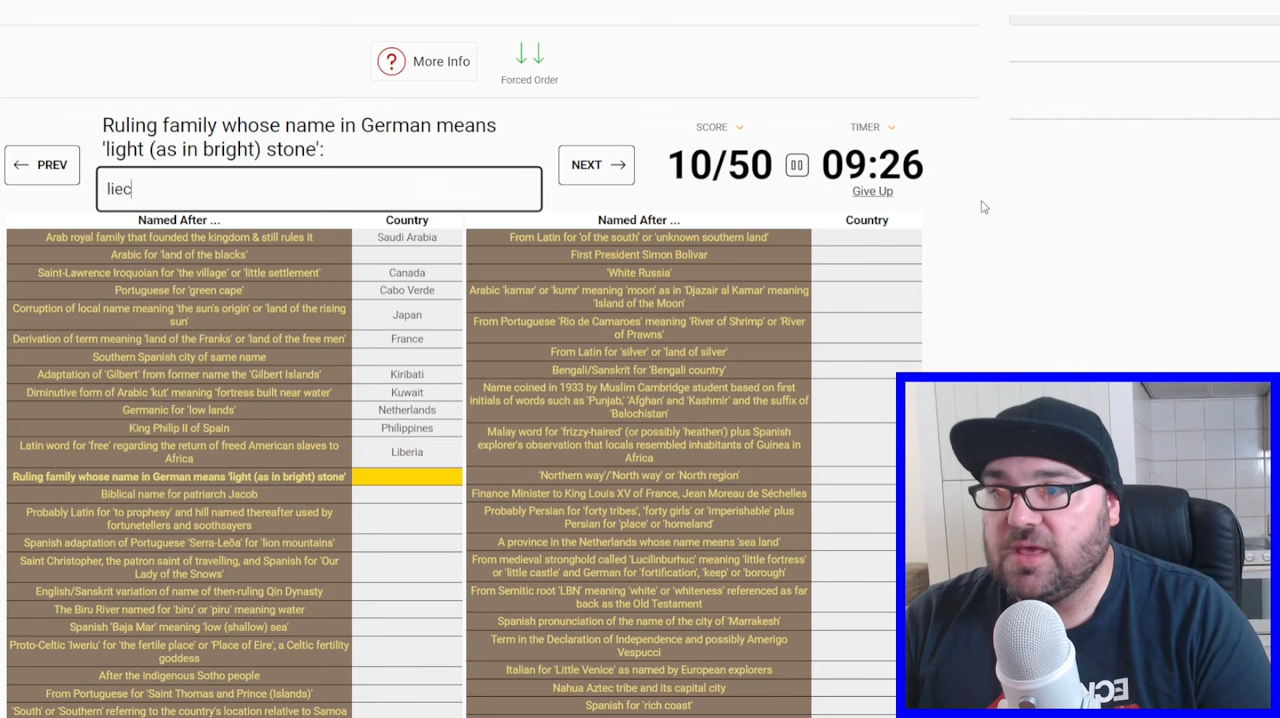 More Info
Forced Order
Ruling family whose name in German means
'light (as in bright) stone':
SCORE
TIMER
← PREV
NEXT →
10/50
09:26
liec
Give Up
Named After ...
Country
Arab royal family that founded the kingdom & still rules it
Saudi Arabia
Arabic for 'land of the blacks'
Saint-Lawrence Iroquoian for 'the village' or 'little settlement'
Canada
Portuguese for 'green cape'
Cabo Verde
Corruption of local name meaning 'the sun's origin' or 'land of the rising
sun'
Japan
Derivation of term meaning 'land of the Franks' or 'land of the free men'
France
Southern Spanish city of same name
Adaptation of 'Gilbert' from former name the 'Gilbert Islands'
Kiribati
Diminutive form of Arabic 'kut' meaning 'fortress built near water'
Kuwait
Germanic for 'low lands'
Netherlands
King Philip II of Spain
Philippines
Latin word for 'free' regarding the return of freed American slaves to
Africa
Liberia
Ruling family whose name in German means 'light (as in bright) stone'
Biblical name for patriarch Jacob
Probably Latin for 'to prophesy' and hill named thereafter used by
fortunetellers and soothsayers
Spanish adaptation of Portuguese 'Serra-Leõa' for 'lion mountains'
Saint Christopher, the patron saint of travelling, and Spanish for 'Our
Lady of the Snows'
English/Sanskrit variation of name of then-ruling Qin Dynasty
The Biru River named for 'biru' or 'piru' meaning water
Spanish 'Baja Mar' meaning 'low (shallow) sea'
Proto-Celtic 'Iweriu' for 'the fertile place' or 'Place of Eire', a Celtic fertility
goddess
After the indigenous Sotho people
From Portuguese for 'Saint Thomas and Prince (Islands)'
'South' or 'Southern' referring to the country's location relative to Samoa
Named After ...
Country
From Latin for 'of the south' or 'unknown southern land'
First President Simon Bolivar
'White Russia'
Arabic 'kamar' or 'kumr' meaning 'moon' as in 'Djazair al Kamar' meaning
'Island of the Moon'
From Portuguese 'Rio de Camaroes' meaning 'River of Shrimp' or 'River
of Prawns'
From Latin for 'silver' or 'land of silver'
Bengali/Sanskrit for 'Bengali country'
Name coined in 1933 by Muslim Cambridge student based on first
initials of words such as 'Punjab,' 'Afghan' and 'Kashmir' and the suffix of
'Balochistan'
Malay word for 'frizzy-haired' (or possibly 'heathen') plus Spanish
explorer's observation that locals resembled inhabitants of Guinea in
Africa
'Northern way'/'North way' or 'North region'
Finance Minister to King Louis XV of France, Jean Moreau de Séchelles
Probably Persian for 'forty tribes', 'forty girls' or 'imperishable' plus
Persian for 'place' or 'homeland'
A province in the Netherlands whose name means 'sea land'
From medieval stronghold called 'Lucilinburhuc' meaning 'little fortress'
or 'little castle' and German for 'fortification', 'keep' or 'borough'
From Semitic root 'LBN' meaning 'white' or 'whiteness' referenced as far
back as the Old Testament
Spanish pronunciation of the name of the city of 'Marrakesh'
Term in the Declaration of Independence and possibly Amerigo
Vespucci
Italian for 'Little Venice' as named by European explorers
Nahua Aztec tribe and its capital city
Spanish for 'rich coast'